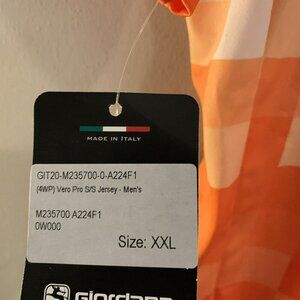 MADE IN ITALY
GIT20-M235700-0-A224F1
(4WP) Vero Pro S/S Jersey - Men's
M235700 A224F1
0W000
Size: XXL
Giordana